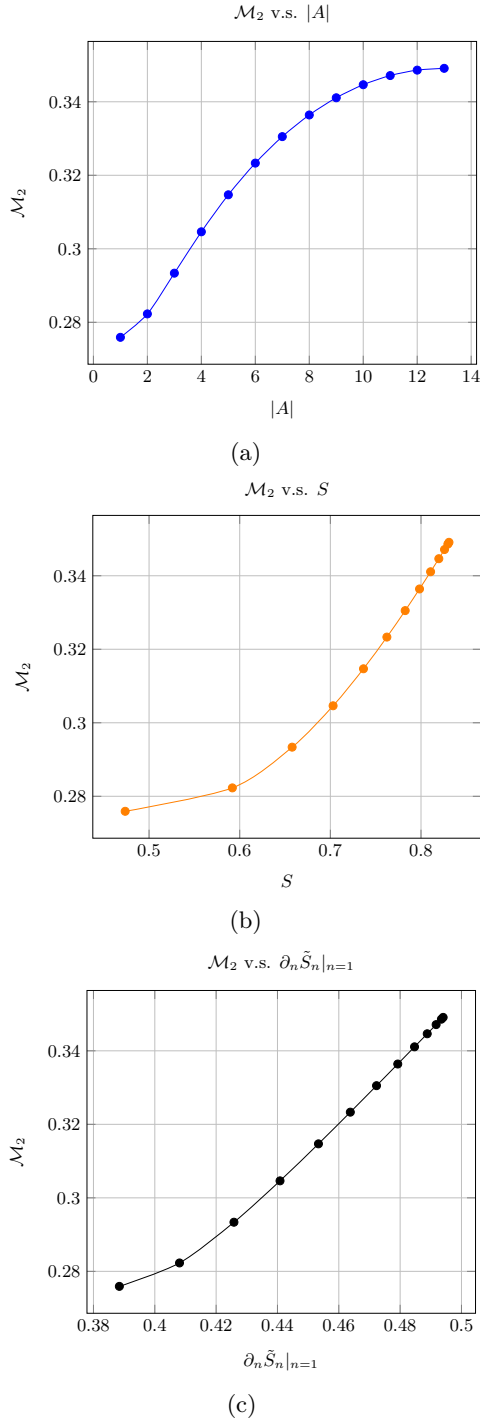 M₂ v.s. |A|
0.34
0.32
0.3
0.28
M₂
0 2 4 6 8 10 12 14
|A|
(a)
M₂ v.s. S
0.34
0.32
0.3
0.28
M₂
0.5 0.6 0.7 0.8
S
(b)
M₂ v.s. ∂ₙS̃ₙ|ₙ₌₁
0.34
0.32
0.3
0.28
M₂
0.38 0.4 0.42 0.44 0.46 0.48 0.5
∂ₙS̃ₙ|ₙ₌₁
(c)